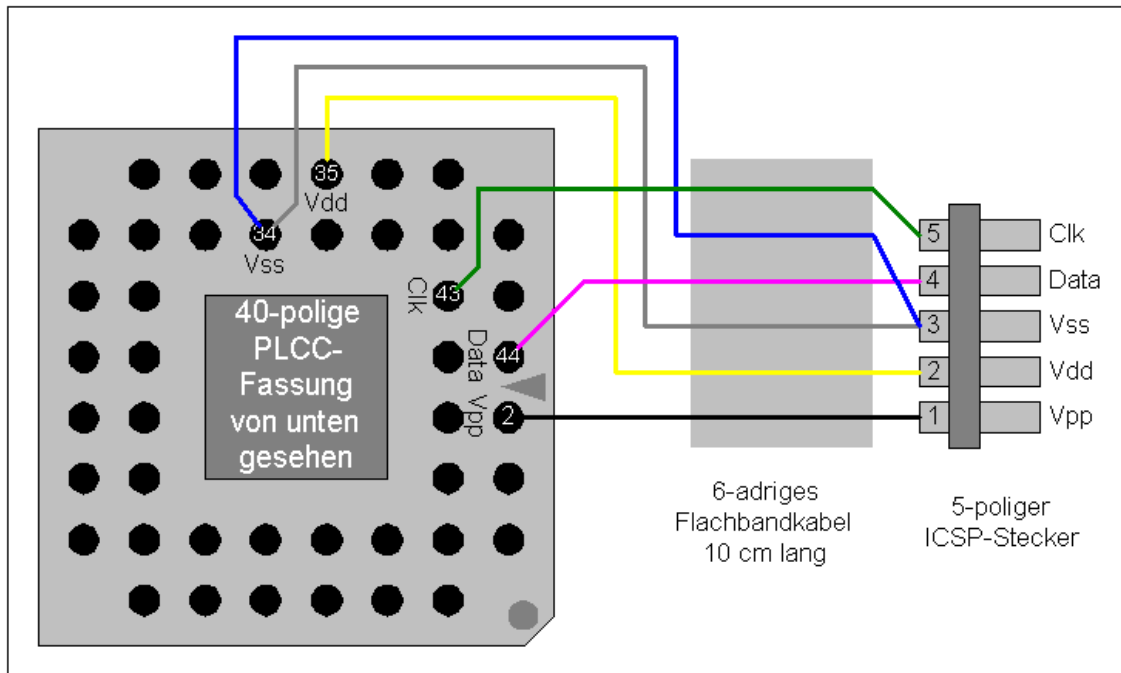 35
Vdd
34
Vss
Clk
43
Data
44
Vpp
2
40-polige
PLCC-
Fassung
von unten
gesehen
6-adriges
Flachbandkabel
10 cm lang
5
Clk
4
Data
3
Vss
2
Vdd
1
Vpp
5-poliger
ICSP-Stecker